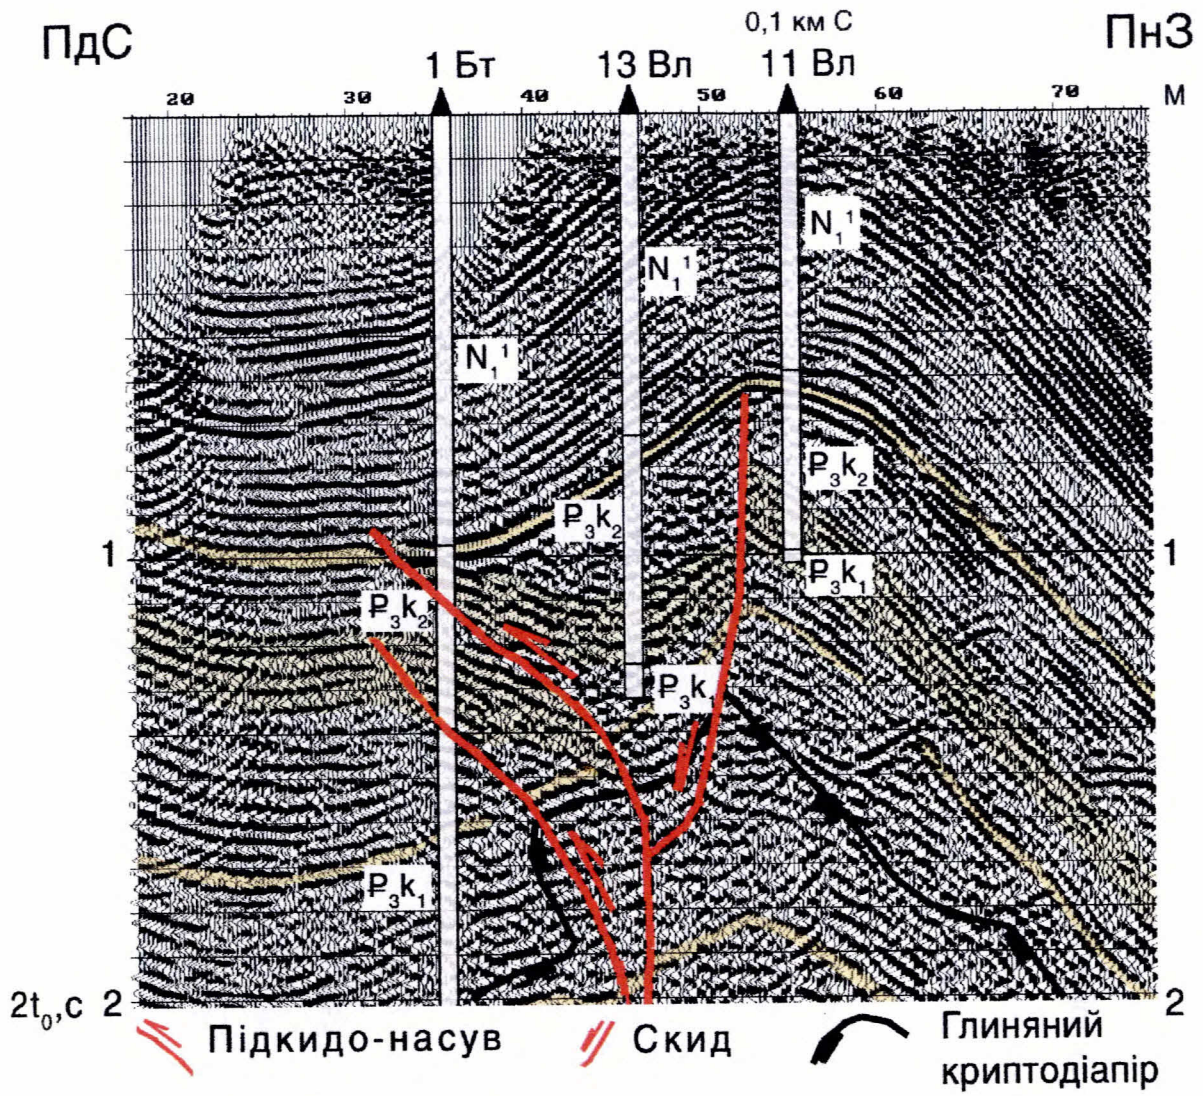 0,1 км С
ПдС
ПнЗ
1 Бт
13 Вл
11 Вл
20 30 40 50 60 70 м
N₁¹
N₁¹
N₁¹
₽₃k₂
₽₃k₂
1
1
₽₃k₁
₽₃k₂
₽₃k₁
₽₃k₁
2t₀,с 2
2
Підкидо-насув
Скид
Глиняний
криптодіапір